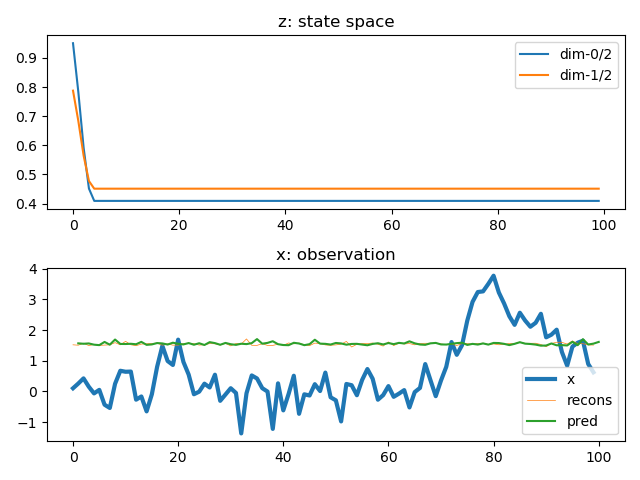 z: state space
0.9
0.8
0.7
0.6
0.5
0.4
dim-0/2
dim-1/2
0 20 40 60 80 100
x: observation
4
3
2
1
0
−1
x
recons
pred
0 20 40 60 80 100